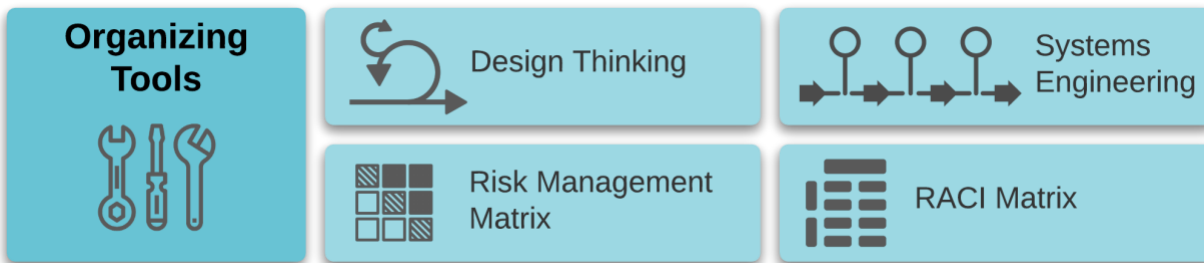 Organizing
Tools
Design Thinking
Systems
Engineering
Risk Management
Matrix
RACI Matrix